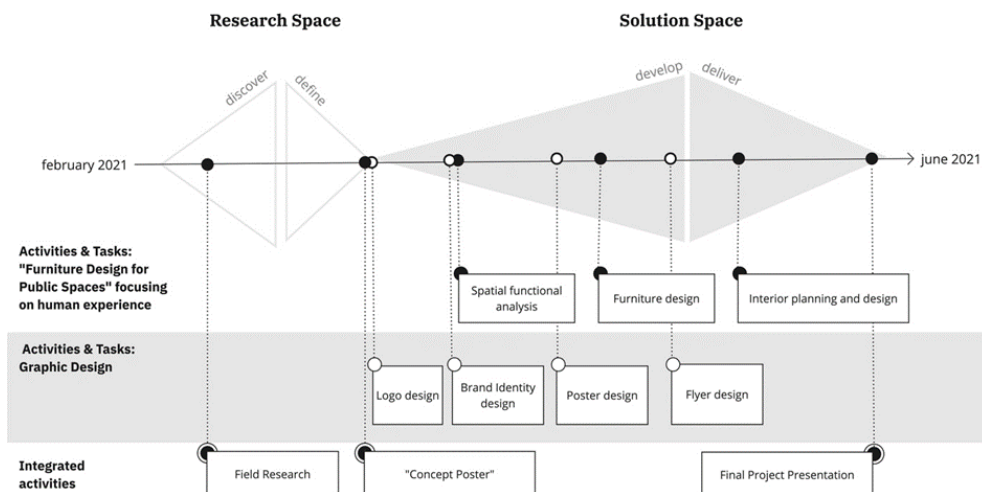 Research Space
Solution Space
discover
define
develop
deliver
february 2021
june 2021
Activities & Tasks:
"Furniture Design for
Public Spaces" focusing
on human experience
Spatial functional
analysis
Furniture design
Interior planning and design
Activities & Tasks:
Graphic Design
Logo design
Brand Identity
design
Poster design
Flyer design
Integrated
activities
Field Research
"Concept Poster"
Final Project Presentation